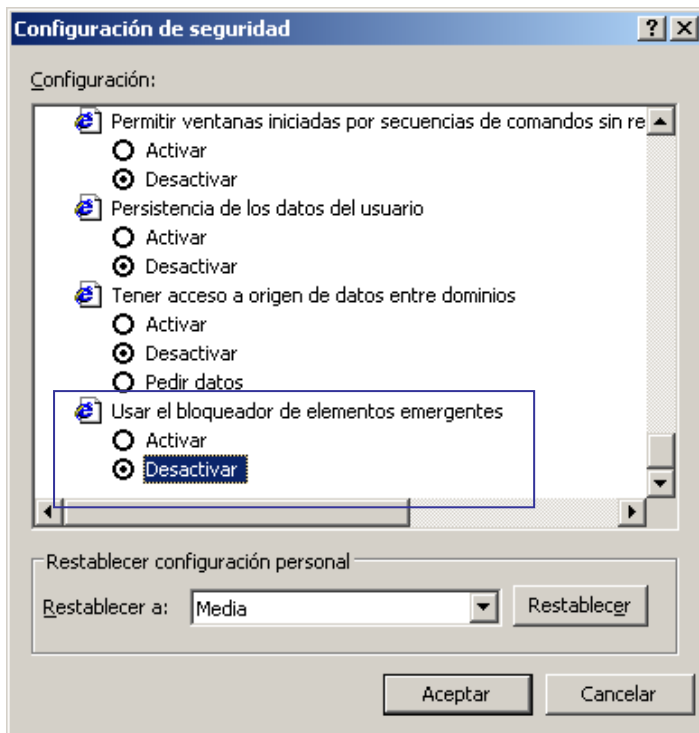 Configuración de seguridad
Configuración:
Permitir ventanas iniciadas por secuencias de comandos sin re
Activar
Desactivar
Persistencia de los datos del usuario
Activar
Desactivar
Tener acceso a origen de datos entre dominios
Activar
Desactivar
Pedir datos
Usar el bloqueador de elementos emergentes
Activar
Desactivar
Restablecer configuración personal
Restablecer a: Media Restablecer
Aceptar Cancelar